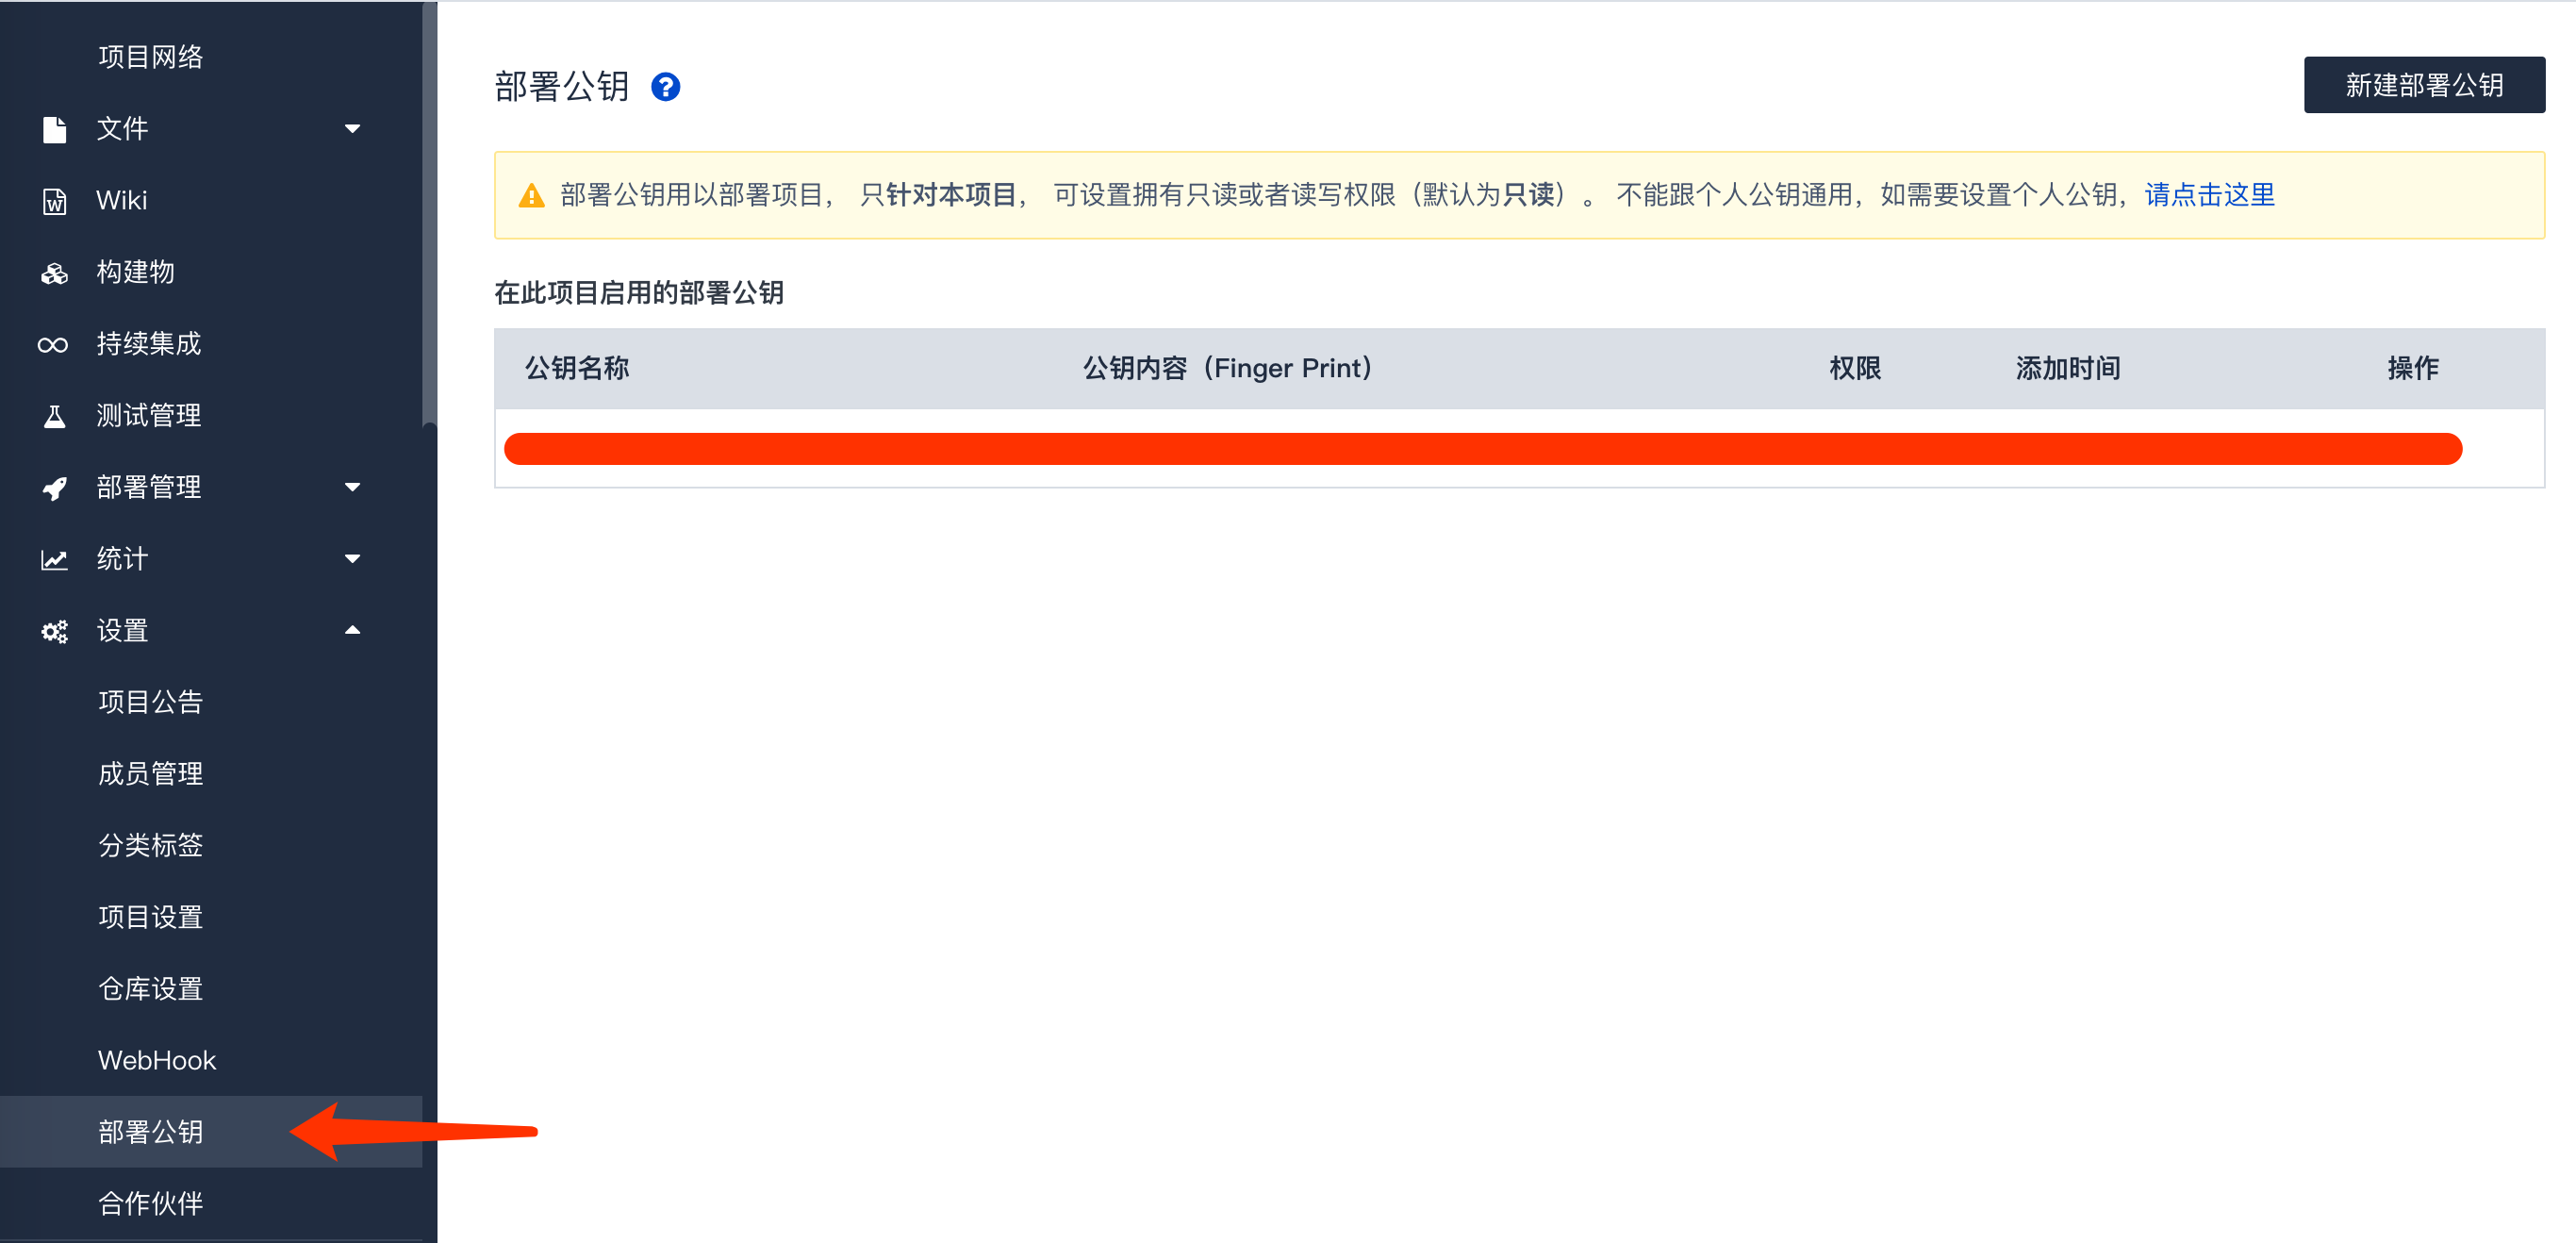 项目网络
文件
Wiki
构建物
持续集成
测试管理
部署管理
统计
设置
项目公告
成员管理
分类标签
项目设置
仓库设置
WebHook
部署公钥
合作伙伴
部署公钥
新建部署公钥
部署公钥用以部署项目， 只针对本项目， 可设置拥有只读或者读写权限（默认为只读）。 不能跟个人公钥通用，如需要设置个人公钥，请点击这里
在此项目启用的部署公钥
公钥名称 公钥内容（Finger Print） 权限 添加时间 操作